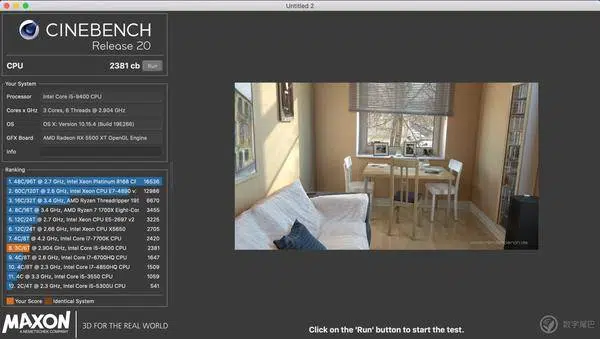 Untitled 2
CINEBENCH
Release 20
CPU 2381 cb Run
Your System
Processor Intel Core i5-9400 CPU
Cores x GHz 3 Cores, 6 Threads @ 2.904 GHz
OS OS X: Version 10.15.4 (Build 19E266)
GFX Board AMD Radeon RX 5500 XT OpenGL Engine
Info
Ranking
1. 48C/96T @ 2.7 GHz, Intel Xeon Platinum 8168 C 16536
2. 60C/120T @ 2.8 GHz, Intel Xeon CPU E7-4890 v 12986
3. 16C/32T @ 3.4 GHz, AMD Ryzen Threadripper 195 6670
4. 8C/16T @ 3.4 GHz, AMD Ryzen 7 1700X Eight-Cor 3455
5. 12C/24T @ 2.7 GHz, Intel Xeon CPU E5-2697 v2 3225
6. 12C/24T @ 2.66 GHz, Intel Xeon CPU X5650 2705
7. 4C/8T @ 4.2 GHz, Intel Core i7-7700K 2420
8. 3C/6T @ 2.904 GHz, Intel Core i5-9400 2381
9. 4C/8T @ 2.6 GHz, Intel Core i7-6700HQ 1647
10. 4C/8T @ 2.3 GHz, Intel Core i7-4850HQ 1509
11. 4C @ 3.3 GHz, Intel Core i5-3550 1059
12. 2C/4T @ 2.3 GHz, Intel Core i5-5300U 541
Your Score Identical System
MAXON
A NEMETSCHEK COMPANY
3D FOR THE REAL WORLD
Click on the 'Run' button to start the test.
数字尾巴